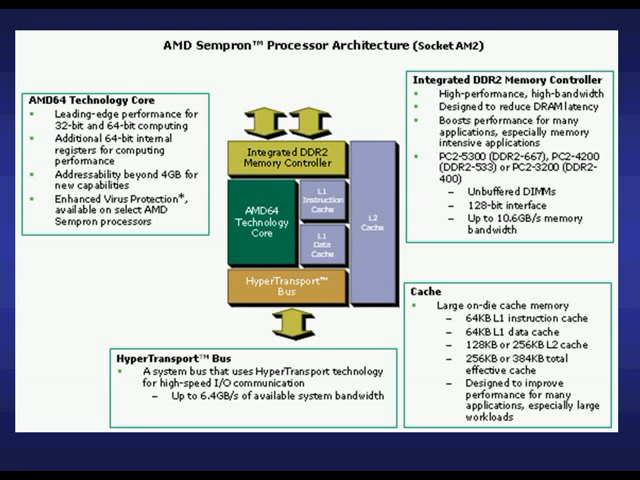 AMD Sempron™ Processor Architecture (Socket AM2)
AMD64 Technology Core
Leading-edge performance for
32-bit and 64-bit computing
Additional 64-bit internal
registers for computing
performance
Addressability beyond 4GB for
new capabilities
Enhanced Virus Protection*,
available on select AMD
Sempron processors
Integrated DDR2
Memory Controller
AMD64
Technology
Core
L1
Instruction
Cache
L1
Data
Cache
L2
Cache
HyperTransport™
Bus
Integrated DDR2 Memory Controller
High-performance, high-bandwidth
Designed to reduce DRAM latency
Boosts performance for many
applications, especially memory
intensive applications
PC2-5300 (DDR2-667), PC2-4200
(DDR2-533) or PC2-3200 (DDR2-
400)
– Unbuffered DIMMs
– 128-bit interface
– Up to 10.6GB/s memory
bandwidth
Cache
Large on-die cache memory
– 64KB L1 instruction cache
– 64KB L1 data cache
– 128KB or 256KB L2 cache
– 256KB or 384KB total
effective cache
– Designed to improve
performance for many
applications, especially large
workloads
HyperTransport™ Bus
A system bus that uses HyperTransport technology
for high-speed I/O communication
– Up to 6.4GB/s of available system bandwidth